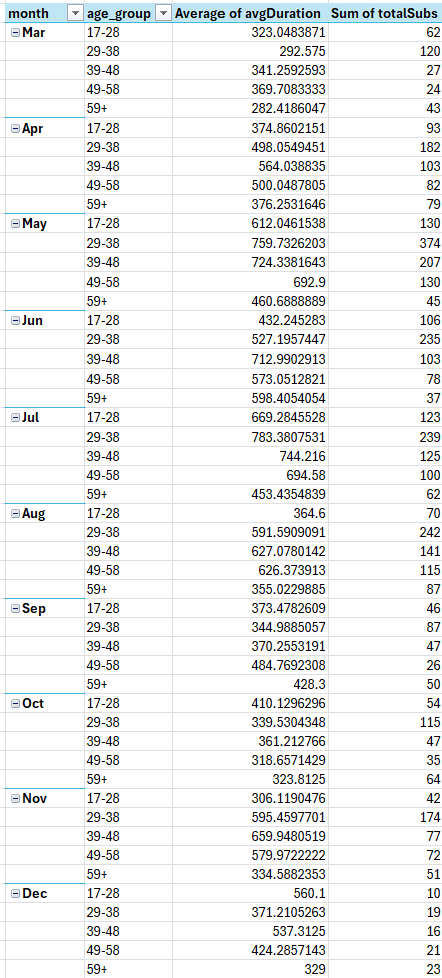 month age_group Average of avgDuration Sum of totalSubs
Mar 17-28 323.0483871 62
29-38 292.575 120
39-48 341.2592593 27
49-58 369.7083333 24
59+ 282.4186047 43
Apr 17-28 374.8602151 93
29-38 498.0549451 182
39-48 564.038835 103
49-58 500.0487805 82
59+ 376.2531646 79
May 17-28 612.0461538 130
29-38 759.7326203 374
39-48 724.3381643 207
49-58 692.9 130
59+ 460.6888889 45
Jun 17-28 432.245283 106
29-38 527.1957447 235
39-48 712.9902913 103
49-58 573.0512821 78
59+ 598.4054054 37
Jul 17-28 669.2845528 123
29-38 783.3807531 239
39-48 744.216 125
49-58 694.58 100
59+ 453.4354839 62
Aug 17-28 364.6 70
29-38 591.5909091 242
39-48 627.0780142 141
49-58 626.373913 115
59+ 355.0229885 87
Sep 17-28 373.4782609 46
29-38 344.9885057 87
39-48 370.2553191 47
49-58 484.7692308 26
59+ 428.3 50
Oct 17-28 410.1296296 54
29-38 339.5304348 115
39-48 361.212766 47
49-58 318.6571429 35
59+ 323.8125 64
Nov 17-28 306.1190476 42
29-38 595.4597701 174
39-48 659.9480519 77
49-58 579.9722222 72
59+ 334.5882353 51
Dec 17-28 560.1 10
29-38 371.2105263 19
39-48 537.3125 16
49-58 424.2857143 21
59+ 329 23